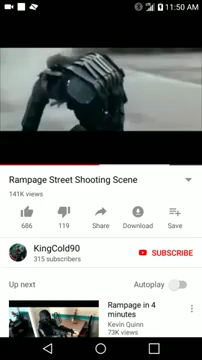 11:50 AM
Rampage Street Shooting Scene
141K views
686
119
Share
Download
Save
KingCold90
315 subscribers
SUBSCRIBE
Up next
Autoplay
Rampage in 4
minutes
Kevin Quinn
73K views